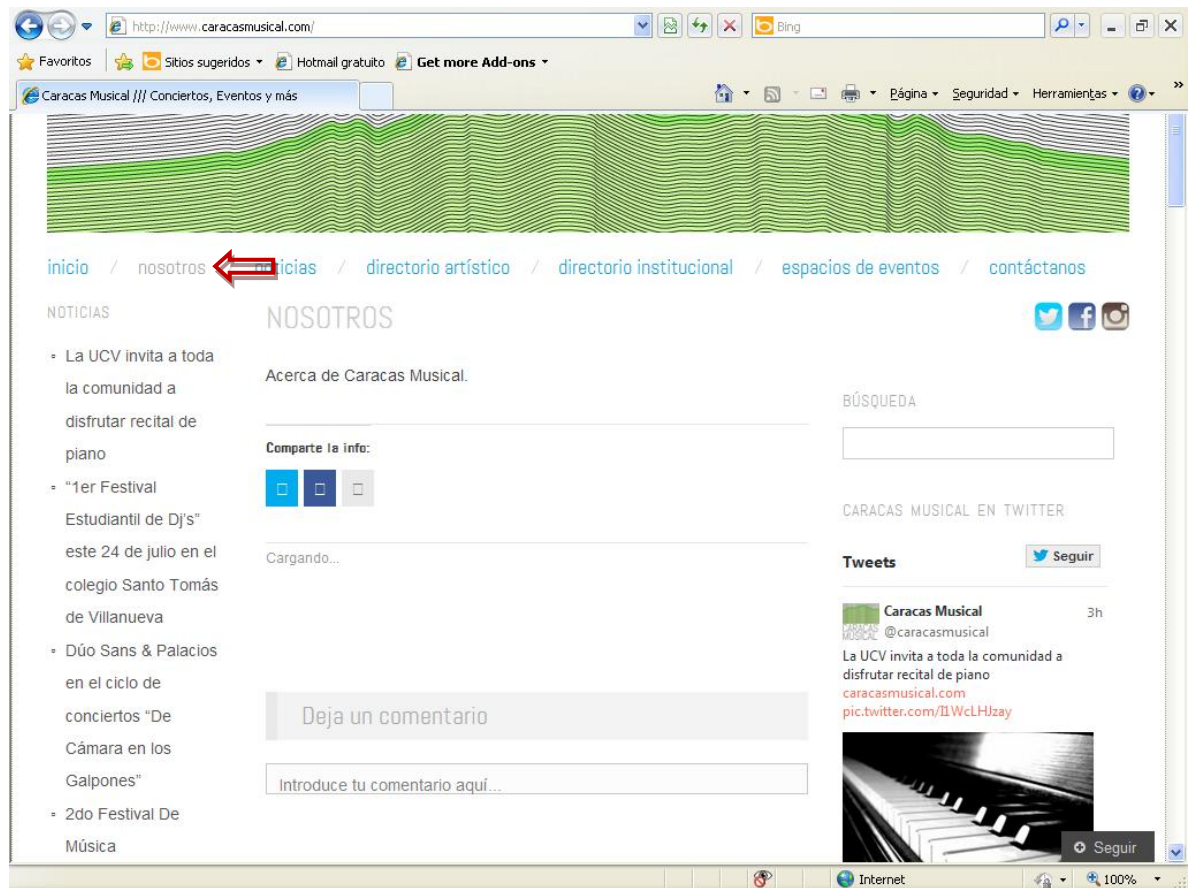 http://www.caracasmusical.com/
Bing
Favoritos
Sitios sugeridos
Hotmail gratuito
Get more Add-ons
Caracas Musical /// Conciertos, Eventos y más
Página
Seguridad
Herramientas
»
inicio / nosotros / noticias / directorio artístico / directorio institucional / espacios de eventos / contáctanos
NOTICIAS
La UCV invita a toda
la comunidad a
disfrutar recital de
piano
“1er Festival
Estudiantil de Dj's”
este 24 de julio en el
colegio Santo Tomás
de Villanueva
Dúo Sans & Palacios
en el ciclo de
conciertos “De
Cámara en los
Galpones”
2do Festival De
Música
NOSOTROS
Acerca de Caracas Musical.
Comparte la info:
Cargando...
Deja un comentario
Introduce tu comentario aquí...
BÚSQUEDA
CARACAS MUSICAL EN TWITTER
Tweets
Seguir
Caracas Musical 3h
CARACAS
MUSICAL
@caracasmusical
La UCV invita a toda la comunidad a
disfrutar recital de piano
caracasmusical.com
pic.twitter.com/I1WcLHJzay
Seguir
Internet
100%